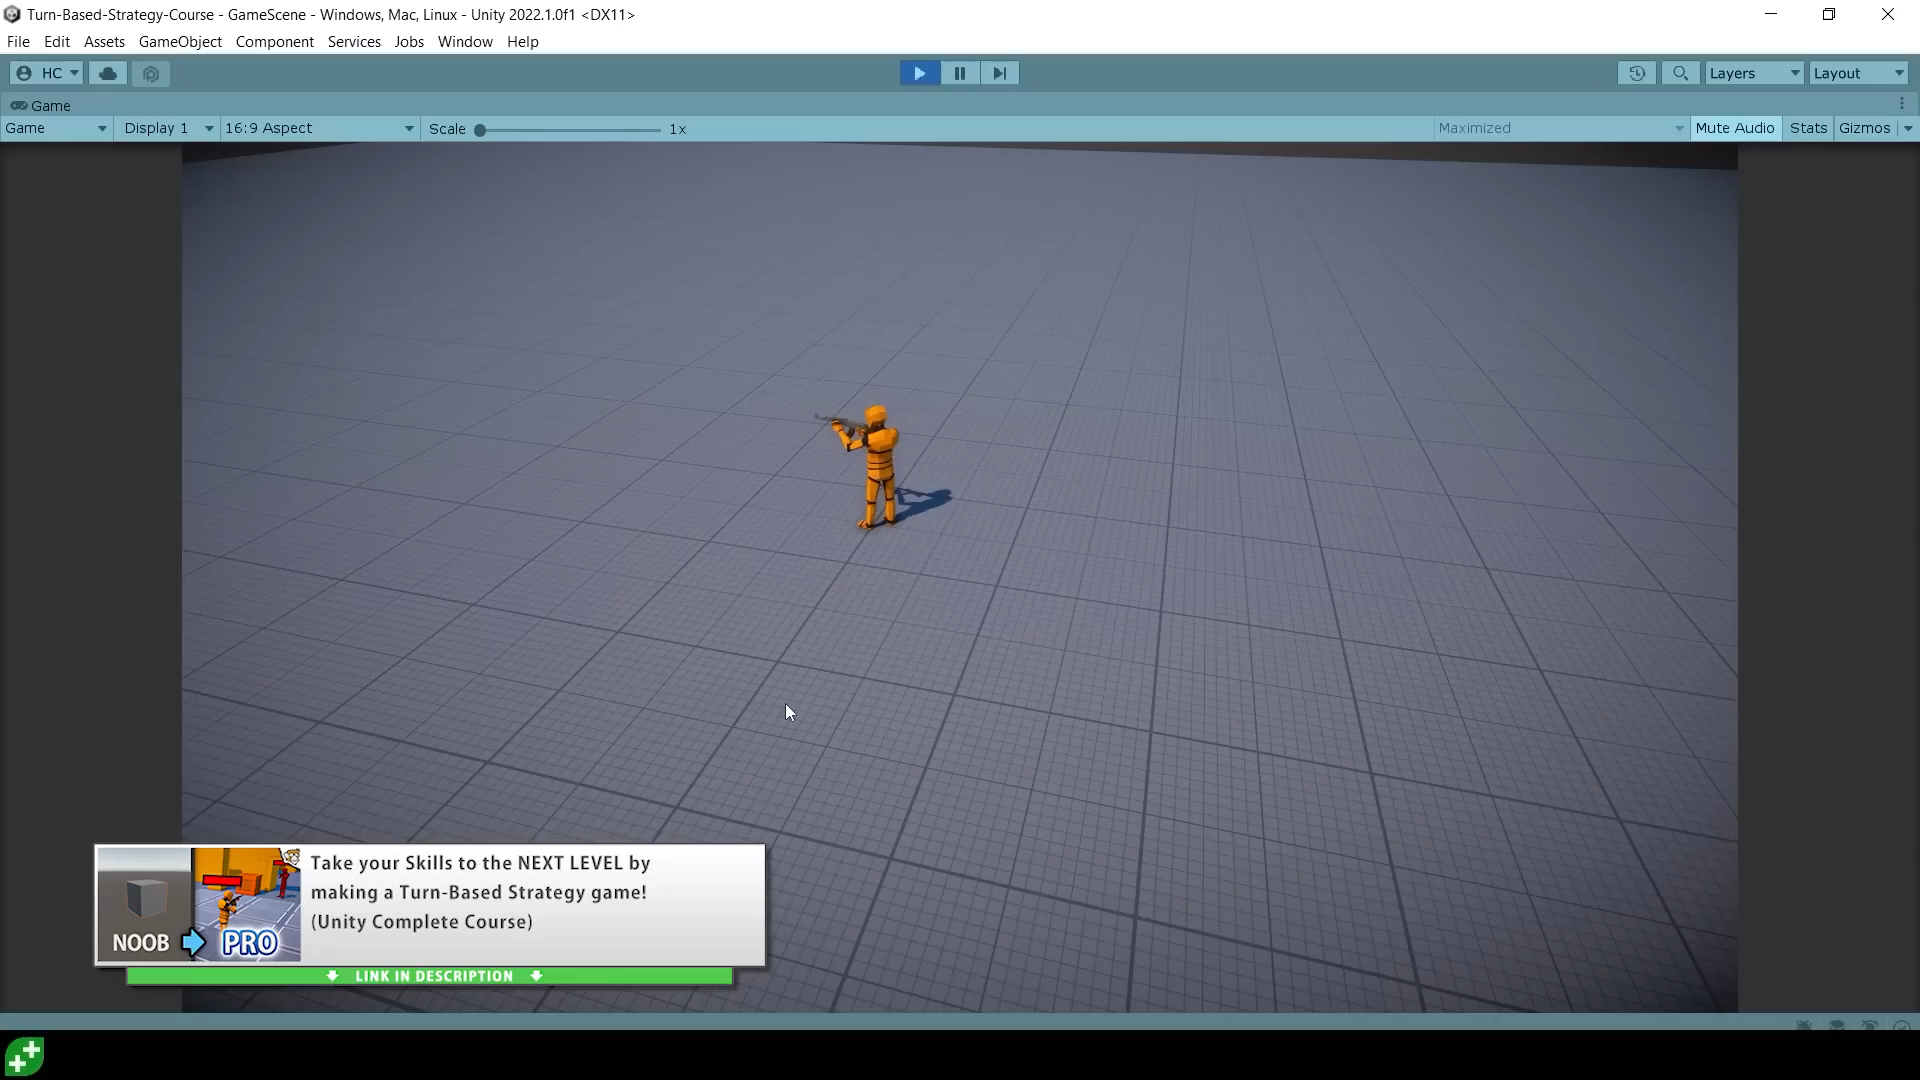 Turn-Based-Strategy-Course - GameScene - Windows, Mac, Linux - Unity 2022.1.0f1 <DX11>
File Edit Assets GameObject Component Services Jobs Window Help
HC Layers Layout
Game
Game Display 1 16:9 Aspect Scale 1x Maximized Mute Audio Stats Gizmos
Take your Skills to the NEXT LEVEL by
making a Turn-Based Strategy game!
(Unity Complete Course)
NOOB PRO
LINK IN DESCRIPTION